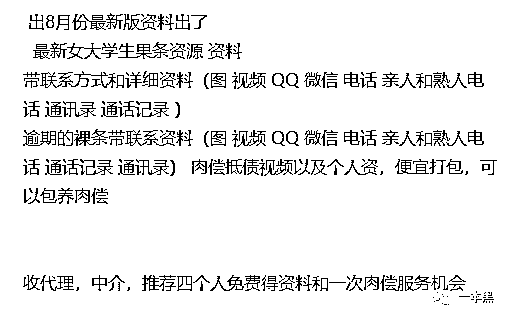 出8月份最新版资料出了
最新女大学生果条资源 资料
带联系方式和详细资料（图 视频 QQ 微信 电话 亲人和熟人电
话 通讯录 通话记录 ）
逾期的裸条带联系资料（图 视频 QQ 微信 电话 亲人和熟人电
话 通话记录 通讯录） 肉偿抵债视频以及个人资，便宜打包，可
以包养肉偿
收代理，中介，推荐四个人免费得资料和一次肉偿服务机会
一本黑